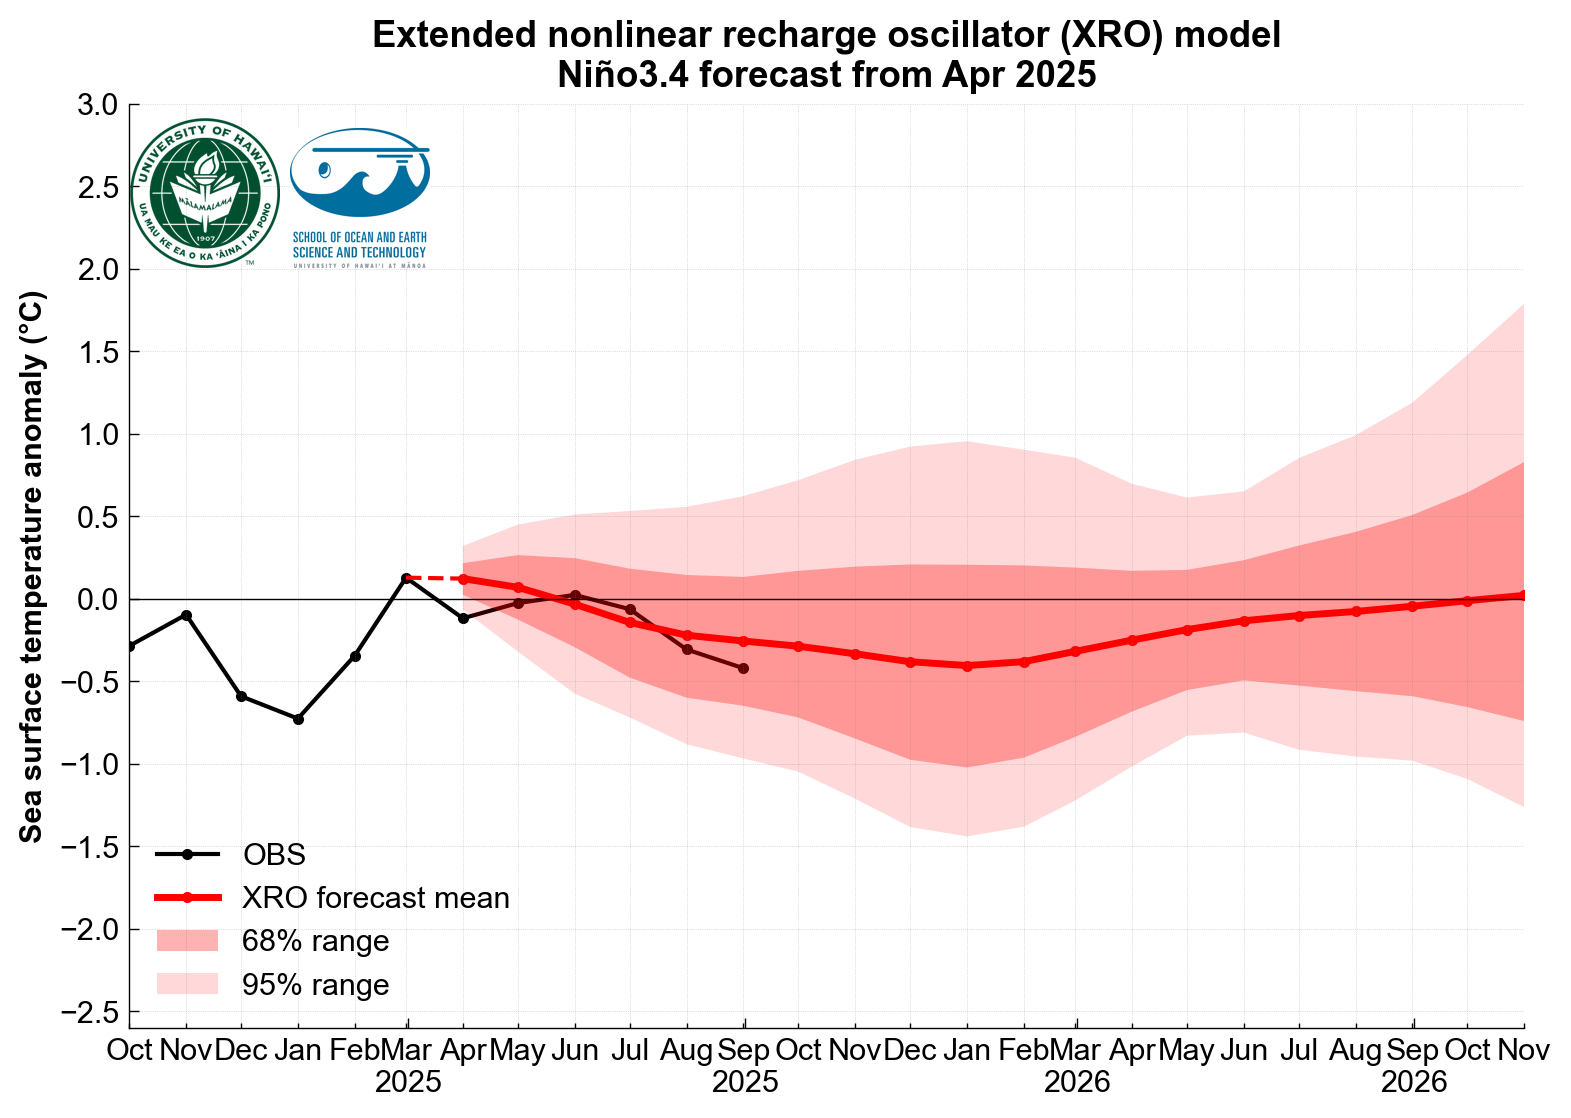 Extended nonlinear recharge oscillator (XRO) model
Niño3.4 forecast from Apr 2025
UNIVERSITY OF HAWAIʻI
MĀLAMALAMA
1907
UA MAU KE EA O KA ʻĀINA I KA PONO
TM
SCHOOL OF OCEAN AND EARTH
SCIENCE AND TECHNOLOGY
UNIVERSITY OF HAWAIʻI AT MĀNOA
Sea surface temperature anomaly (°C)
3.0
2.5
2.0
1.5
1.0
0.5
0.0
−0.5
−1.0
−1.5
−2.0
−2.5
OBS
XRO forecast mean
68% range
95% range
Oct Nov Dec Jan Feb Mar Apr May Jun Jul Aug Sep Oct Nov Dec Jan Feb Mar Apr May Jun Jul Aug Sep Oct Nov
2025 2025 2026 2026